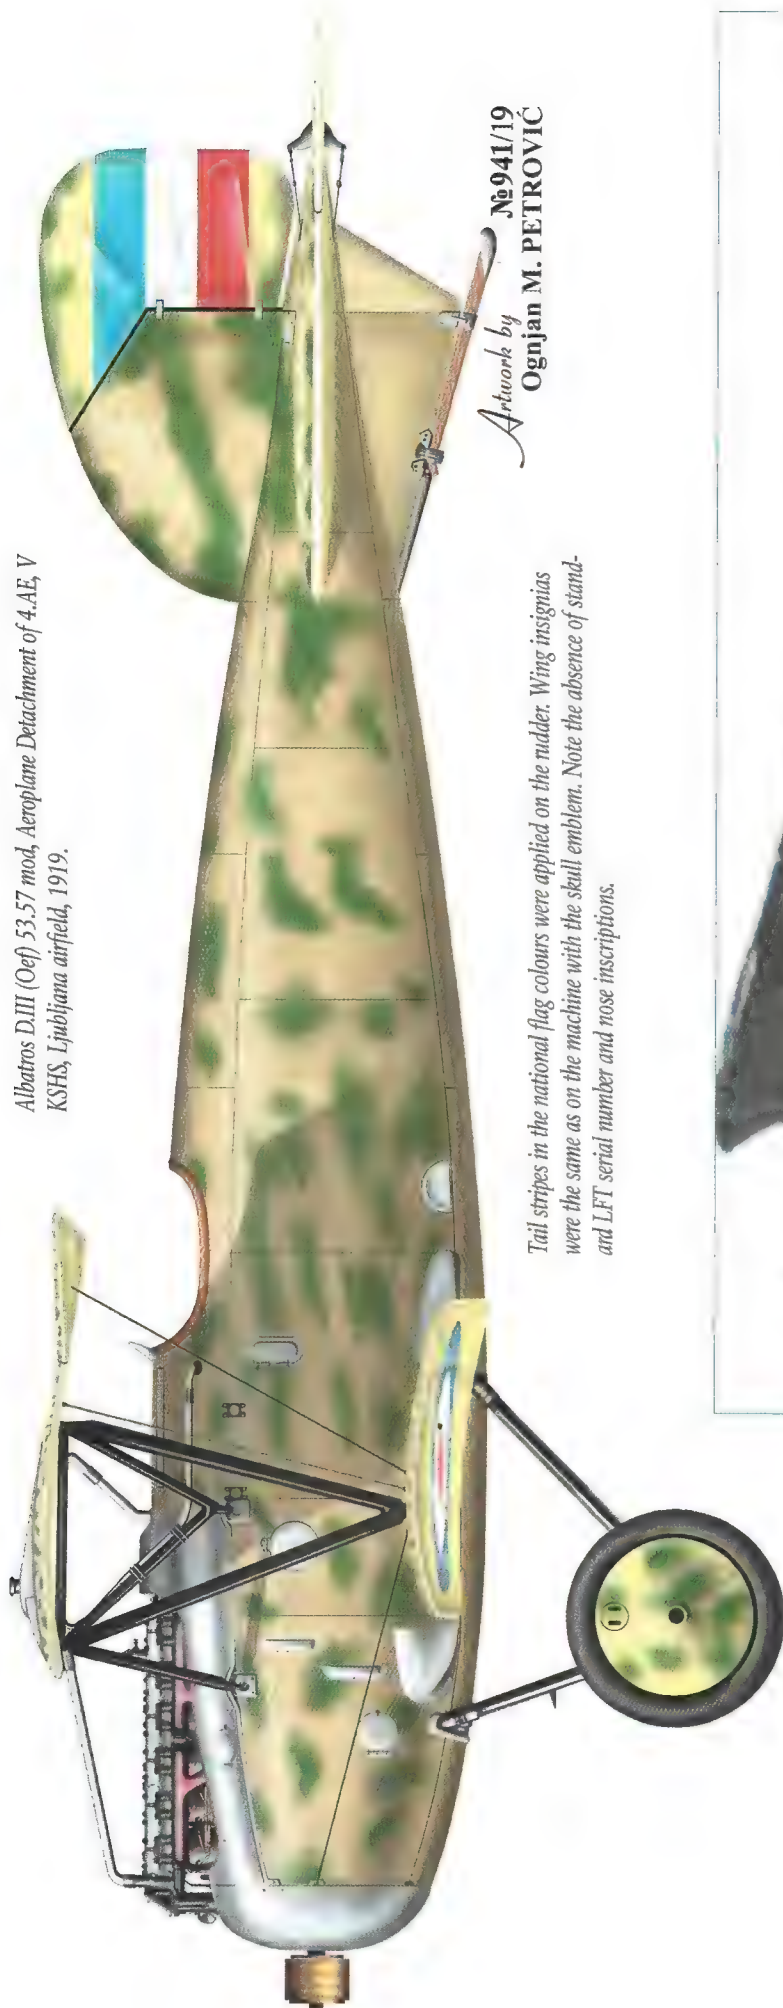 Albatros D.III (Oef) 53.57 mod, Aeroplane Detachment of 4.AE, V
KSHS, Ljubljana airfield, 1919.
Tail stripes in the national flag colours were applied on the rudder. Wing insignias
were the same as on the machine with the skull emblem. Note the absence of stand-
ard LFT serial number and nose inscriptions.
Artwork by №941/19
Ognjan M. PETROVIĆ